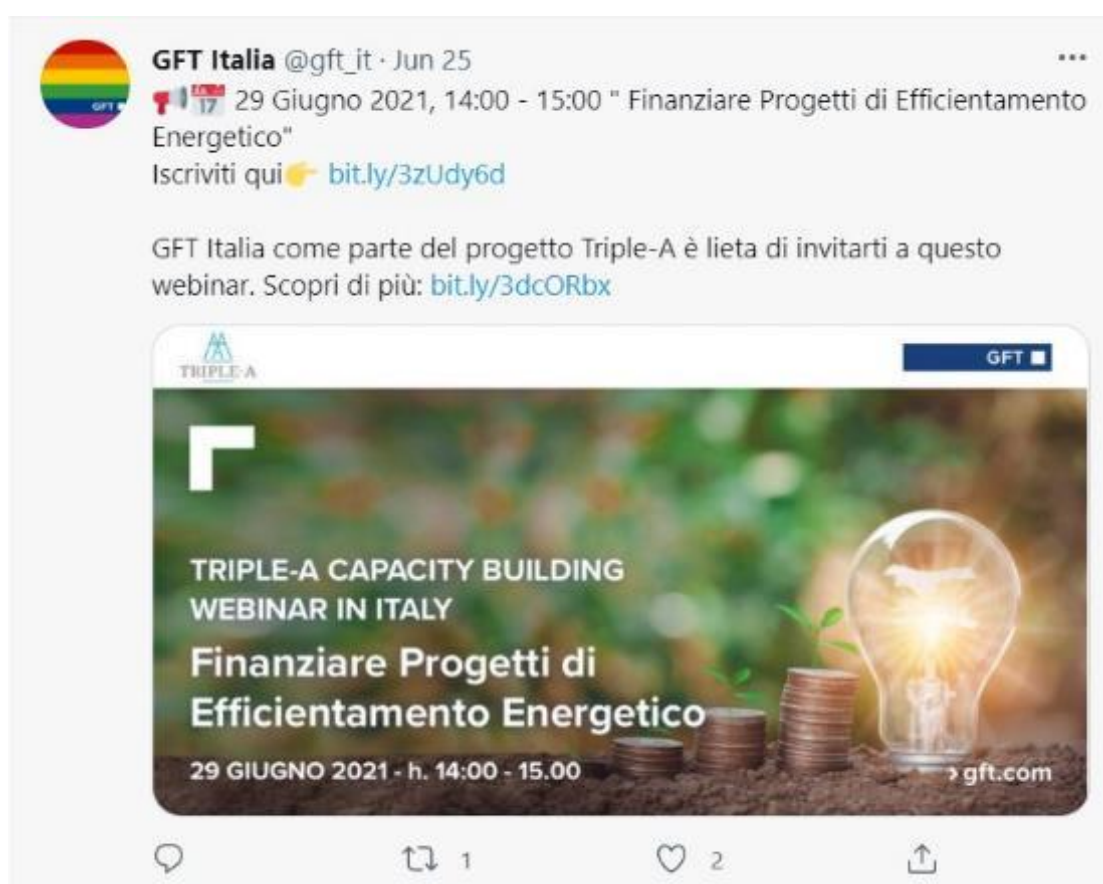 GFT Italia @gft_it · Jun 25
📢📅 29 Giugno 2021, 14:00 - 15:00 " Finanziare Progetti di Efficientamento
Energetico"
Iscriviti qui👉 bit.ly/3zUdy6d
GFT Italia come parte del progetto Triple-A è lieta di invitarti a questo
webinar. Scopri di più: bit.ly/3dcORbx
TRIPLE-A
GFT
TRIPLE-A CAPACITY BUILDING
WEBINAR IN ITALY
Finanziare Progetti di
Efficientamento Energetico
29 GIUGNO 2021 - h. 14:00 - 15.00
› gft.com
1 2